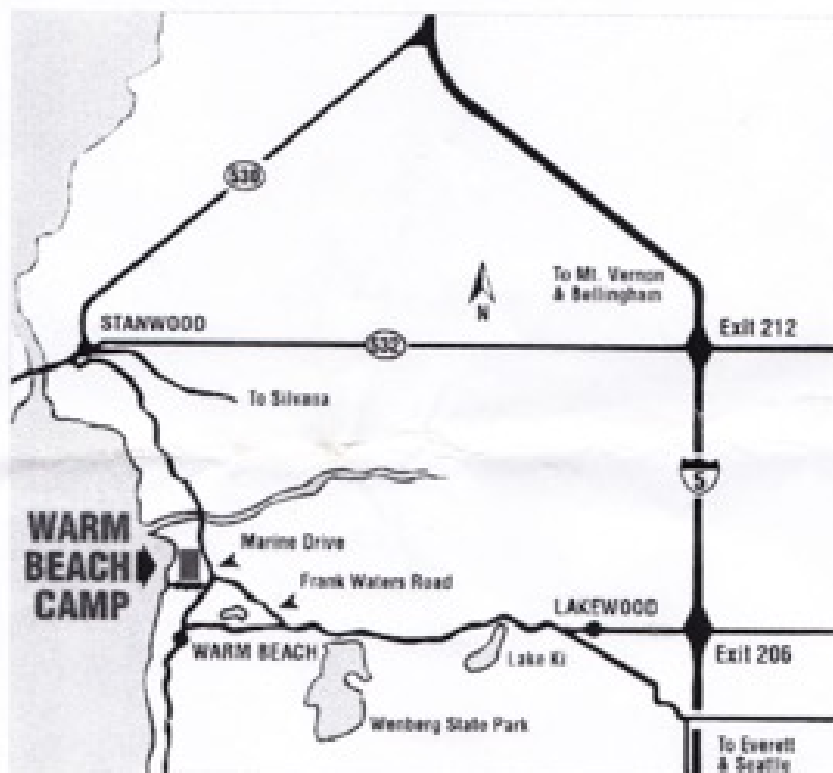 530
To Mt. Vernon
& Bellingham
N
STANWOOD
532
Exit 212
To Silvana
5
WARM
BEACH
CAMP
Marine Drive
Frank Waters Road
LAKEWOOD
WARM BEACH
Lake Ki
Exit 206
Wenberg State Park
To Everett
& Seattle